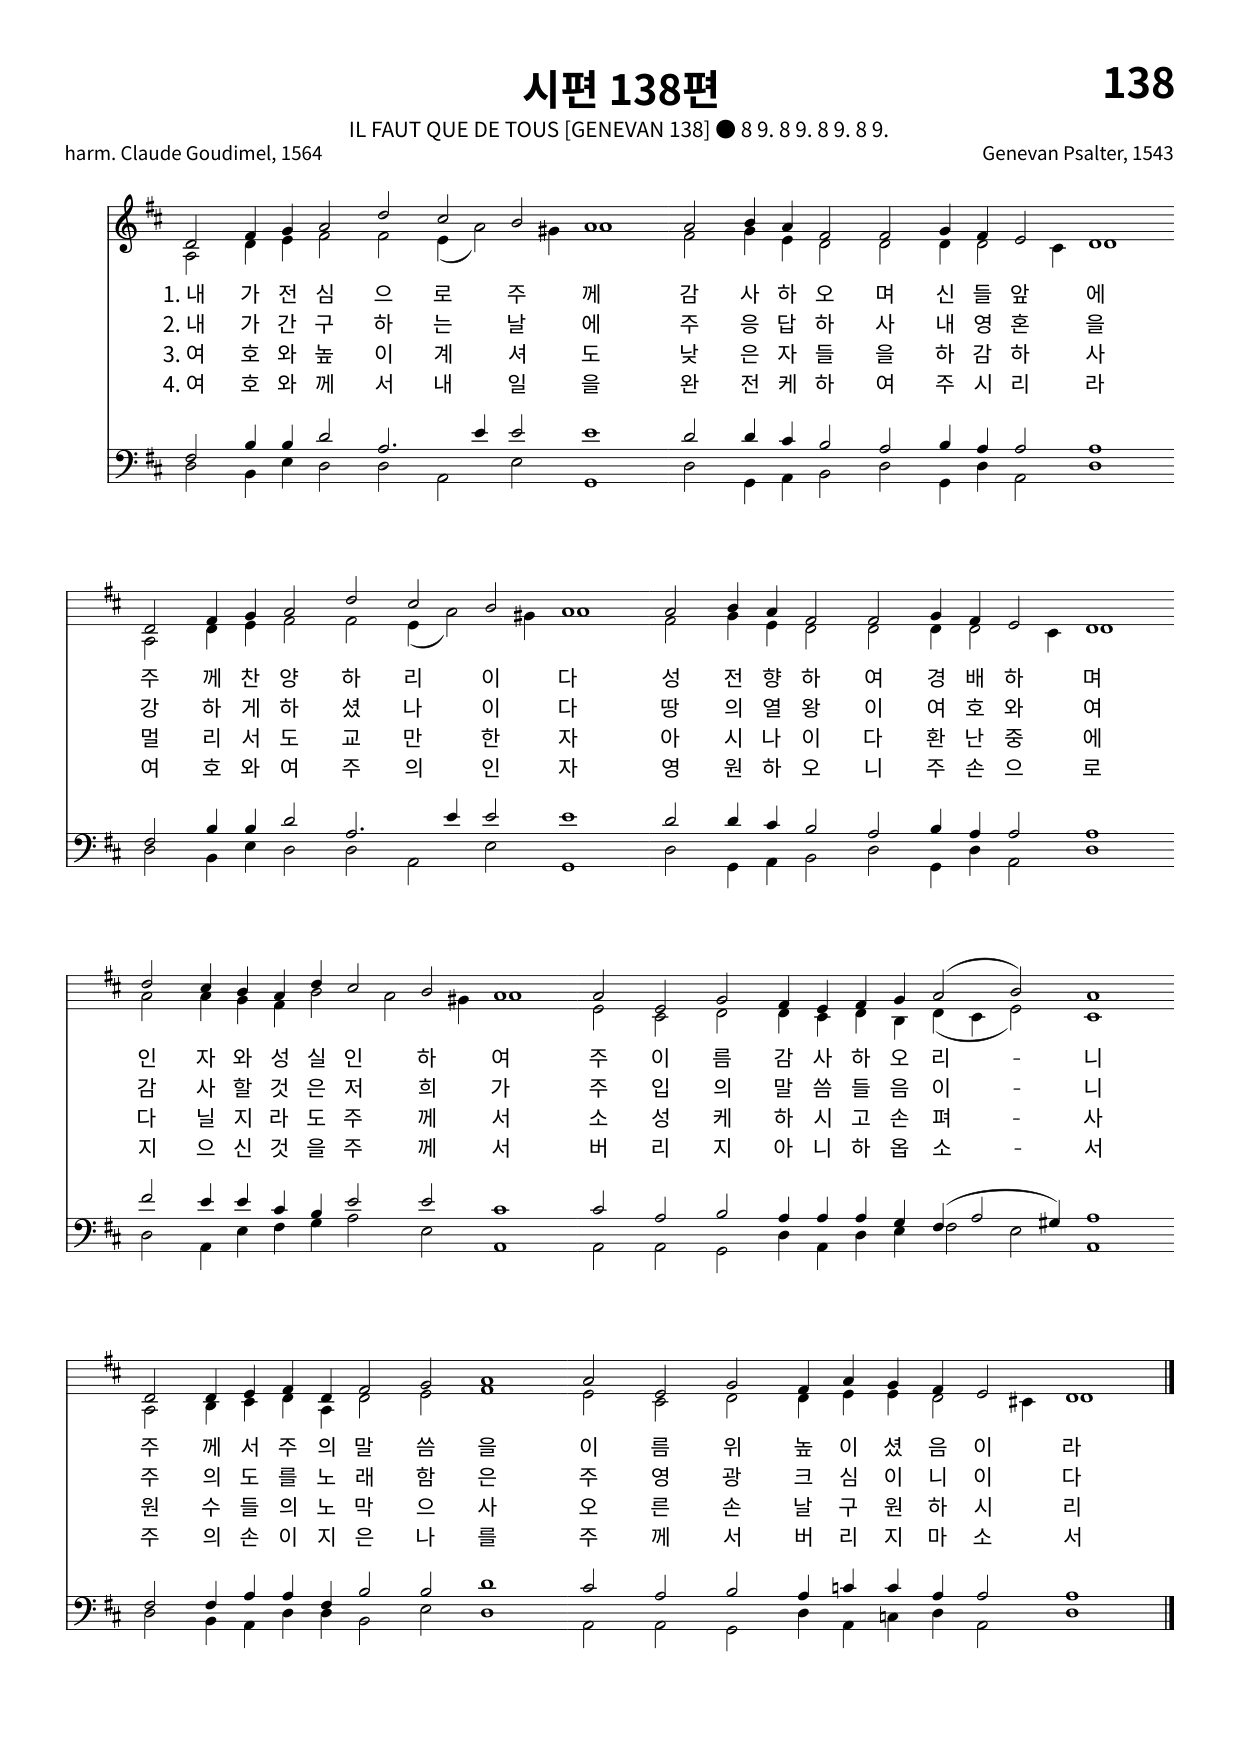 시편 138편
138
IL FAUT QUE DE TOUS [GENEVAN 138] ● 8 9. 8 9. 8 9. 8 9.
harm. Claude Goudimel, 1564
Genevan Psalter, 1543
1. 내 가 전 심 으 로 주 께 감 사 하 오 며 신 들 앞 에
2. 내 가 간 구 하 는 날 에 주 응 답 하 사 내 영 혼 을
3. 여 호 와 높 이 계 셔 도 낮 은 자 들 을 하 감 하 사
4. 여 호 와 께 서 내 일 을 완 전 케 하 여 주 시 리 라
주 께 찬 양 하 리 이 다 성 전 향 하 여 경 배 하 며
강 하 게 하 셨 나 이 다 땅 의 열 왕 이 여 호 와 여
멀 리 서 도 교 만 한 자 아 시 나 이 다 환 난 중 에
여 호 와 여 주 의 인 자 영 원 하 오 니 주 손 으 로
인 자 와 성 실 인 하 여 주 이 름 감 사 하 오 리 - 니
감 사 할 것 은 저 희 가 주 입 의 말 씀 들 음 이 - 니
다 닐 지 라 도 주 께 서 소 성 케 하 시 고 손 펴 - 사
지 으 신 것 을 주 께 서 버 리 지 아 니 하 옵 소 - 서
주 께 서 주 의 말 씀 을 이 름 위 높 이 셨 음 이 라
주 의 도 를 노 래 함 은 주 영 광 크 심 이 니 이 다
원 수 들 의 노 막 으 사 오 른 손 날 구 원 하 시 리
주 의 손 이 지 은 나 를 주 께 서 버 리 지 마 소 서